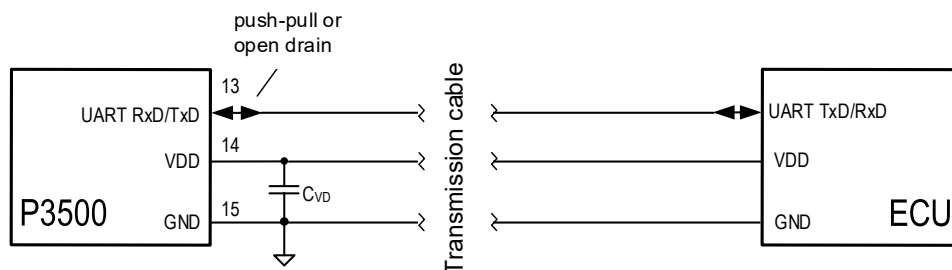 push-pull or
open drain
13
UART RxD/TxD
14
VDD
C_VD
P3500
15
GND
Transmission cable
UART TxD/RxD
VDD
GND
ECU